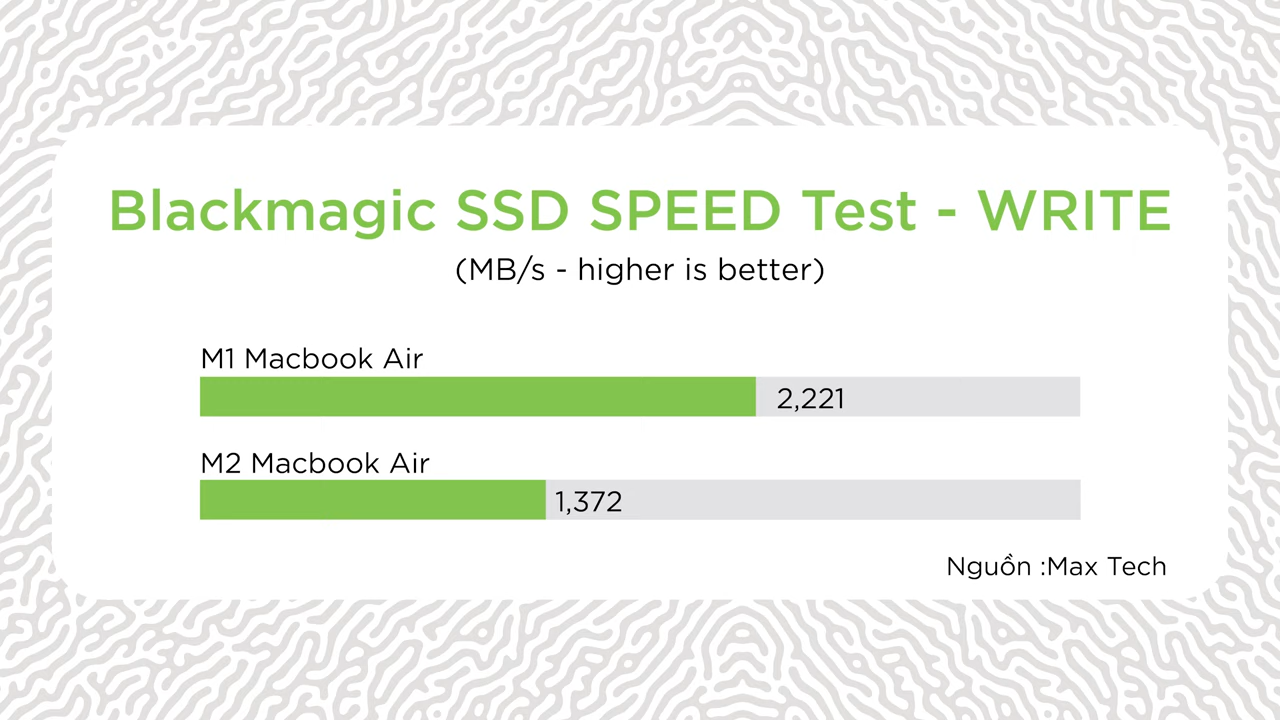 Blackmagic SSD SPEED Test - WRITE
(MB/s - higher is better)
M1 Macbook Air
2,221
M2 Macbook Air
1,372
Nguồn :Max Tech